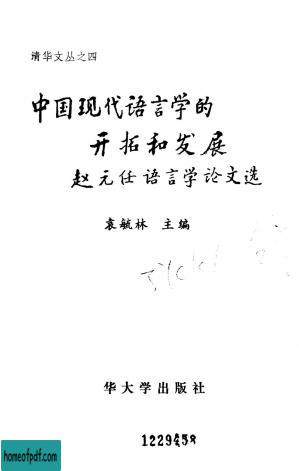 清华文丛之四
中国现代语言学的
开拓和发展
赵元任语言学论文选
袁毓林 主编
华大学出版社
1229458
homeofpdf.com